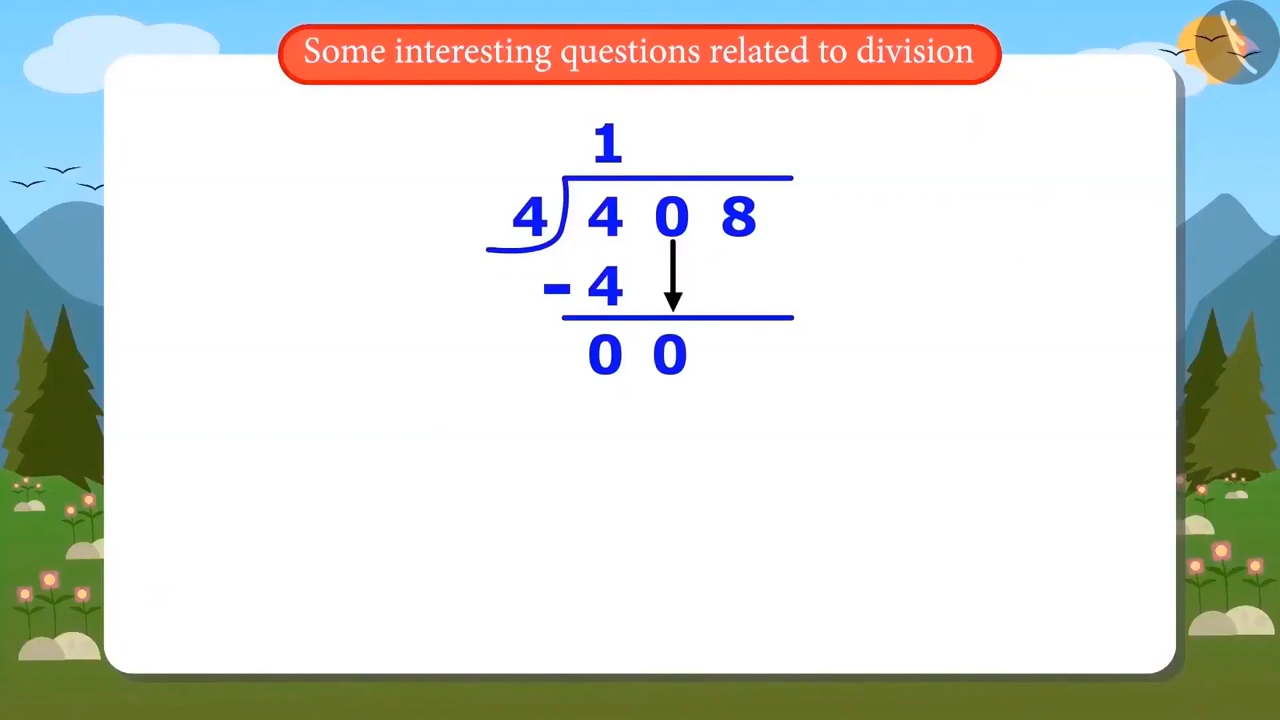 Some interesting questions related to division
1
4 4 0 8
- 4
0 0